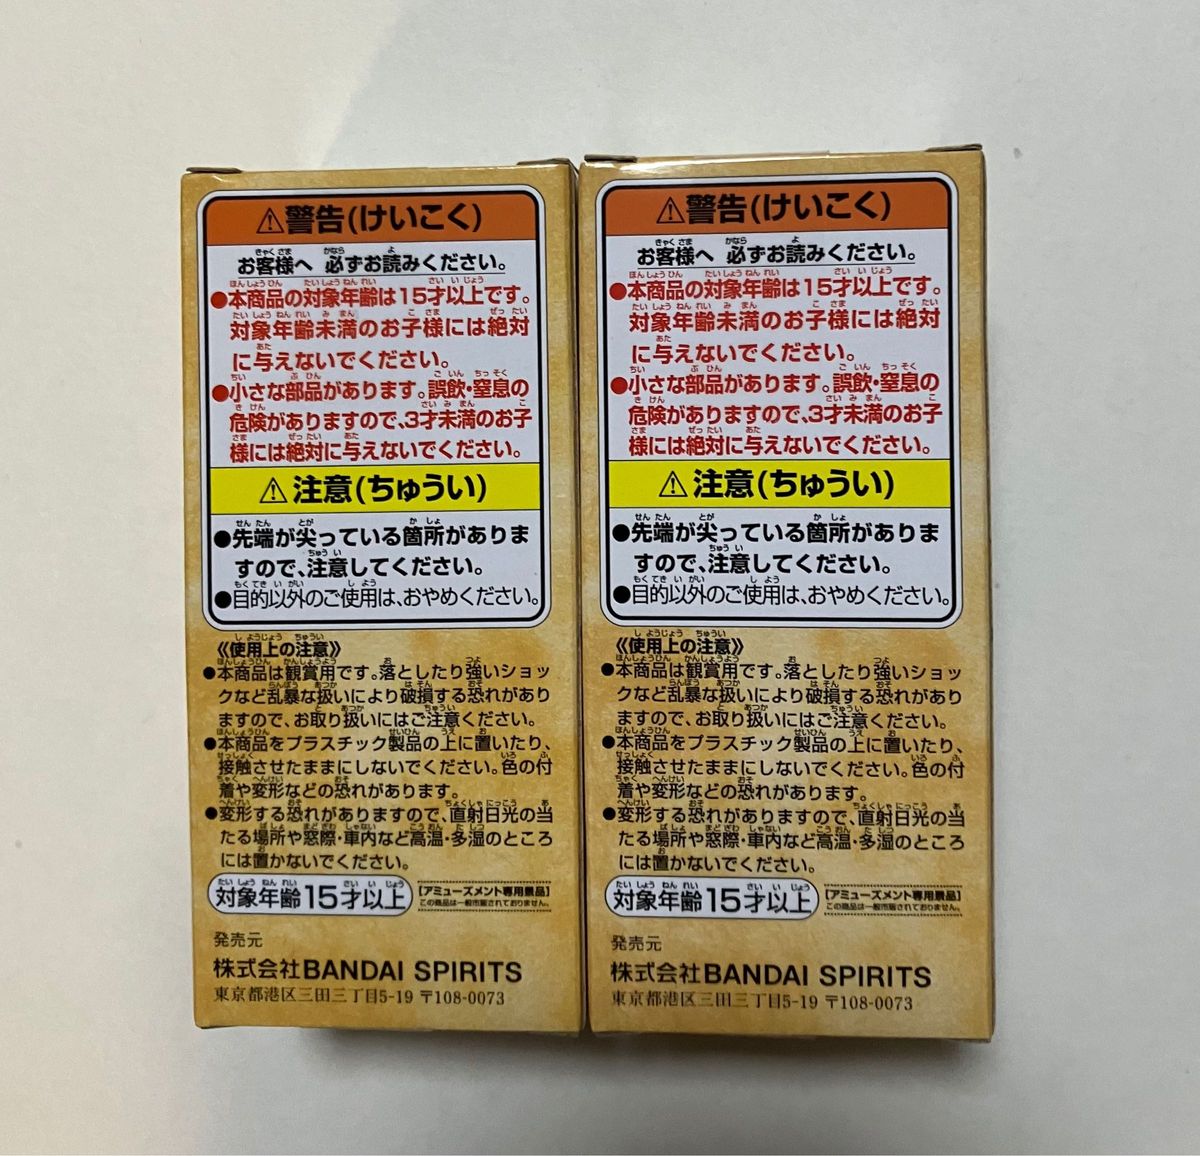 ⚠警告(けいこく)
お客様へ 必ずお読みください。
●本商品の対象年齢は15才以上です。
対象年齢未満のお子様には絶対
に与えないでください。
●小さな部品があります。誤飲・窒息の
危険がありますので、3才未満のお子
様には絶対に与えないでください。
⚠注意(ちゅうい)
●先端が尖っている箇所がありま
すので、注意してください。
●目的以外のご使用は、おやめください。
《使用上の注意》
●本商品は観賞用です。落としたり強いショッ
クなど乱暴な扱いにより破損する恐れがあり
ますので、お取り扱いにはご注意ください。
●本商品をプラスチック製品の上に置いたり、
接触させたままにしないでください。色の付
着や変形などの恐れがあります。
●変形する恐れがありますので、直射日光の当
たる場所や窓際・車内など高温・多湿のところ
には置かないでください。
対象年齢15才以上
【アミューズメント専用景品】
この商品は一般市販されておりません。
発売元
株式会社BANDAI SPIRITS
東京都港区三田三丁目5-19 〒108-0073
⚠警告(けいこく)
お客様へ 必ずお読みください。
●本商品の対象年齢は15才以上です。
対象年齢未満のお子様には絶対
に与えないでください。
●小さな部品があります。誤飲・窒息の
危険がありますので、3才未満のお子
様には絶対に与えないでください。
⚠注意(ちゅうい)
●先端が尖っている箇所がありま
すので、注意してください。
●目的以外のご使用は、おやめください。
《使用上の注意》
●本商品は観賞用です。落としたり強いショッ
クなど乱暴な扱いにより破損する恐れがあり
ますので、お取り扱いにはご注意ください。
●本商品をプラスチック製品の上に置いたり、
接触させたままにしないでください。色の付
着や変形などの恐れがあります。
●変形する恐れがありますので、直射日光の当
たる場所や窓際・車内など高温・多湿のところ
には置かないでください。
対象年齢15才以上
【アミューズメント専用景品】
この商品は一般市販されておりません。
発売元
株式会社BANDAI SPIRITS
東京都港区三田三丁目5-19 〒108-0073